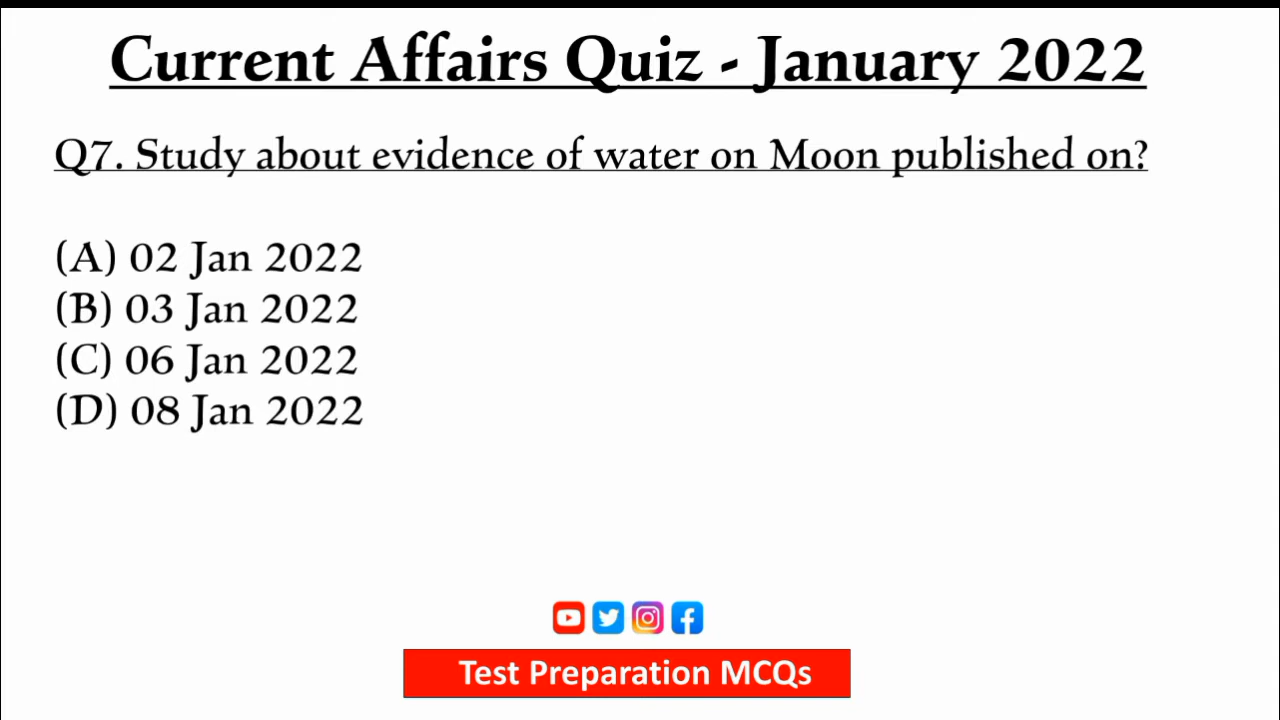 Current Affairs Quiz - January 2022
Q7. Study about evidence of water on Moon published on?
(A) 02 Jan 2022
(B) 03 Jan 2022
(C) 06 Jan 2022
(D) 08 Jan 2022
Test Preparation MCQs